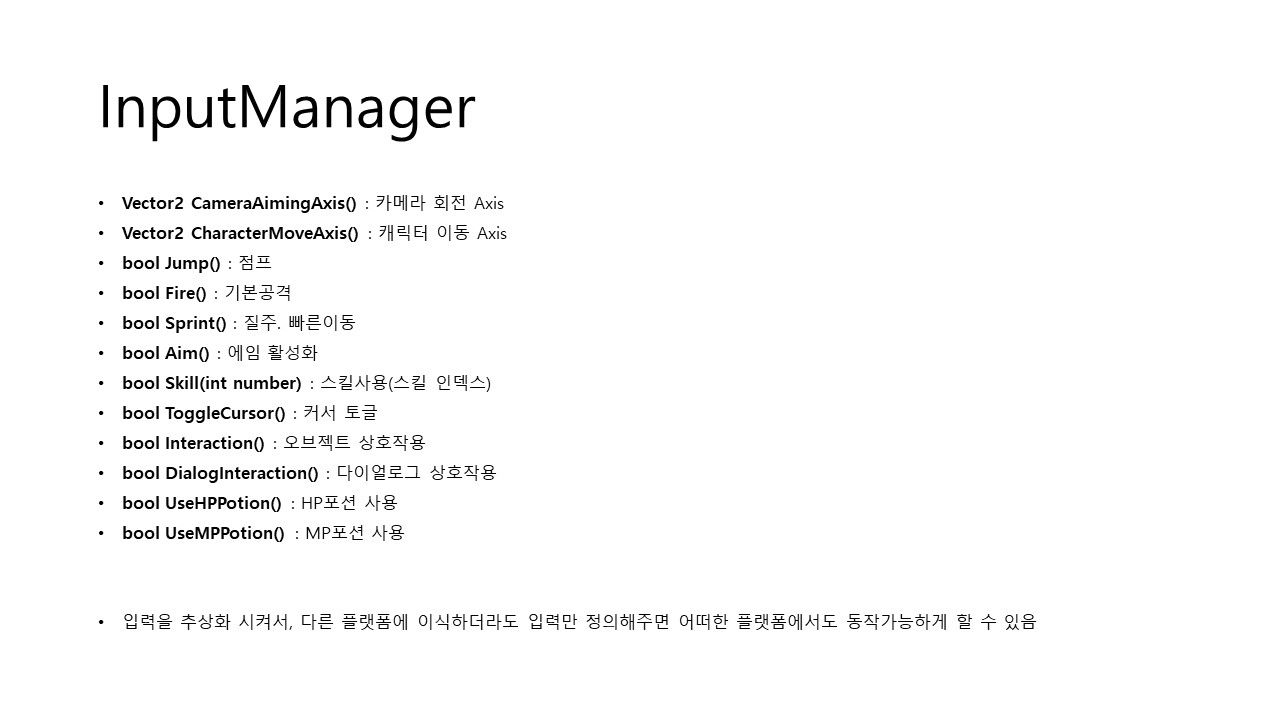 InputManager
• Vector2 CameraAimingAxis() : 카메라 회전 Axis
• Vector2 CharacterMoveAxis() : 캐릭터 이동 Axis
• bool Jump() : 점프
• bool Fire() : 기본공격
• bool Sprint() : 질주. 빠른이동
• bool Aim() : 에임 활성화
• bool Skill(int number) : 스킬사용(스킬 인덱스)
• bool ToggleCursor() : 커서 토글
• bool Interaction() : 오브젝트 상호작용
• bool DialogInteraction() : 다이얼로그 상호작용
• bool UseHPPotion() : HP포션 사용
• bool UseMPPotion() : MP포션 사용
• 입력을 추상화 시켜서, 다른 플랫폼에 이식하더라도 입력만 정의해주면 어떠한 플랫폼에서도 동작가능하게 할 수 있음